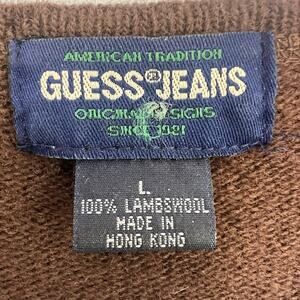 AMERICAN TRADITION
GUESS® JEANS
ORIGINAL DESIGNS
SINCE 1981
L
100% LAMBSWOOL
MADE IN
HONG KONG